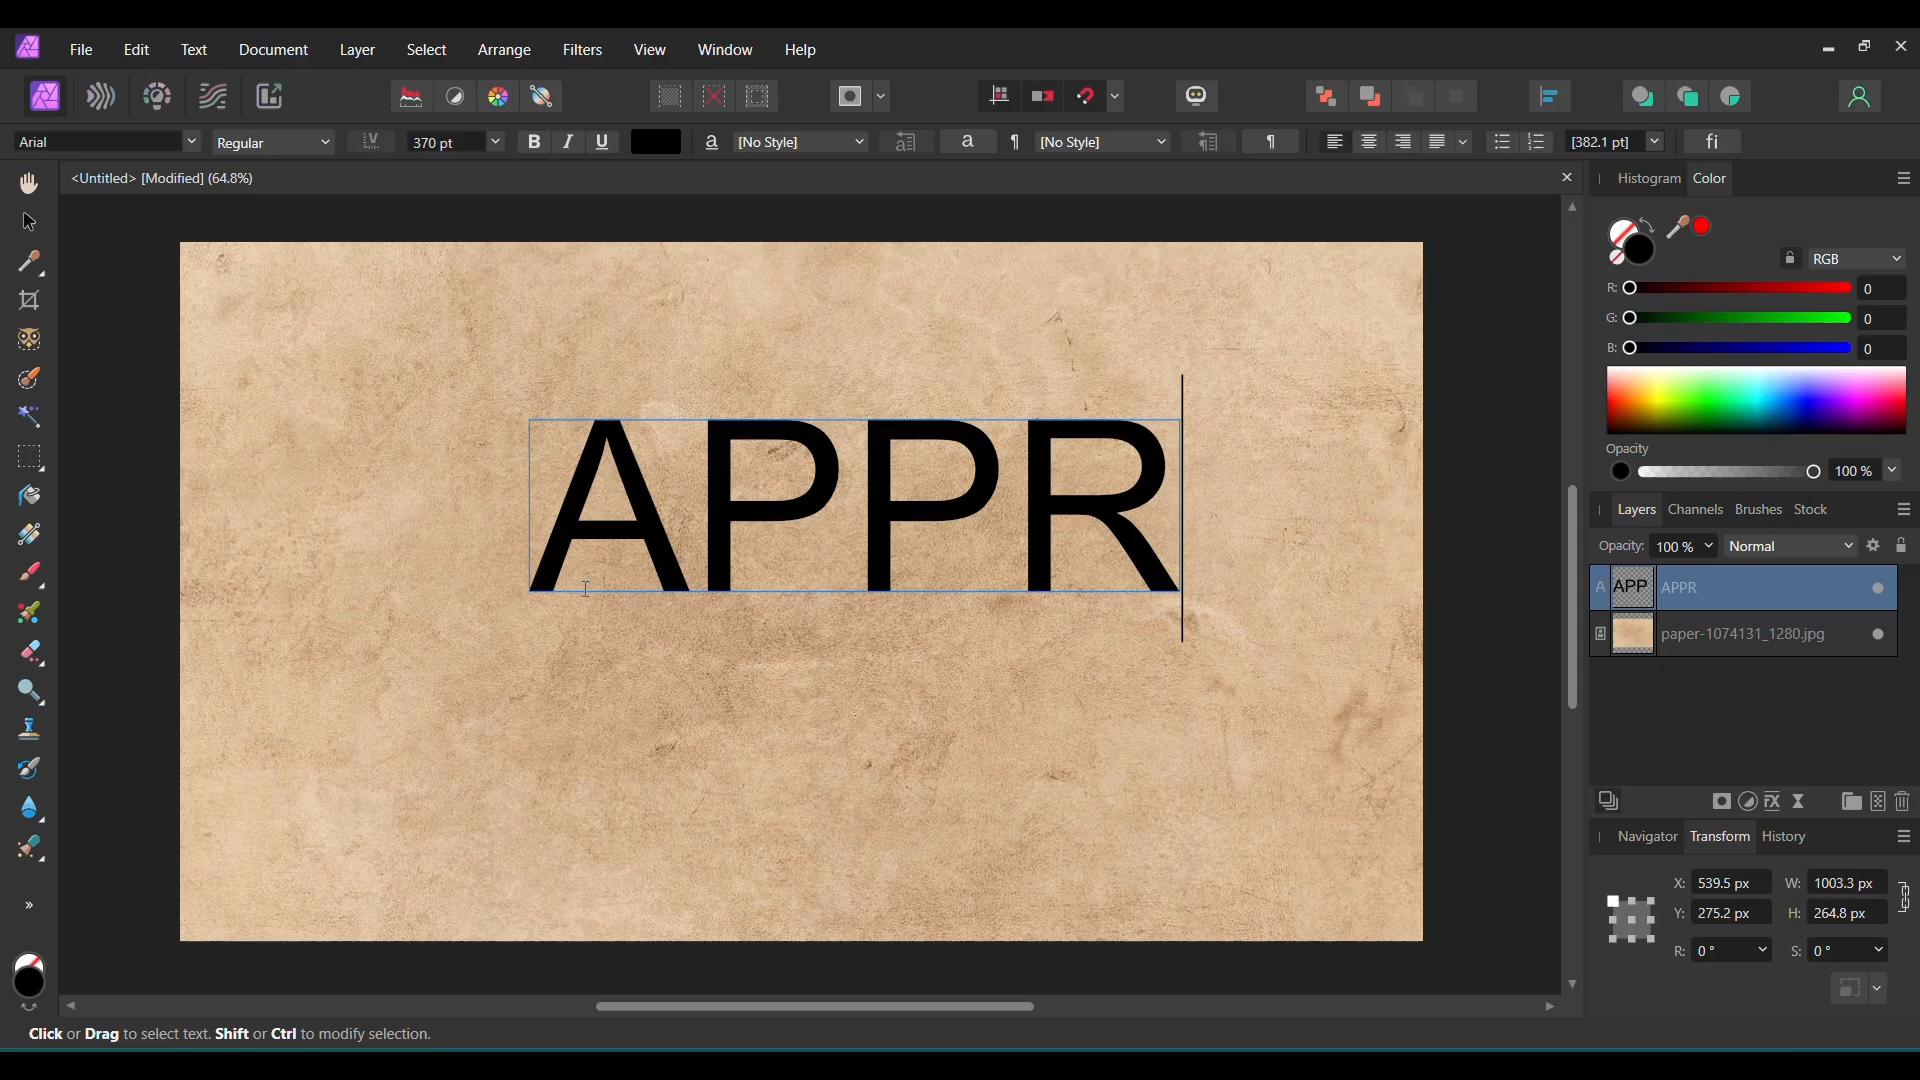 File Edit Text Document Layer Select Arrange Filters View Window Help
Arial Regular 370 pt B I U a [No Style] a ¶ [No Style] ¶ [382.1 pt] fi
<Untitled> [Modified] (64.8%)
Histogram Color
RGB
R: 0
G: 0
B: 0
Opacity
100 %
APPR
Layers Channels Brushes Stock
Opacity: 100 % Normal
A APP APPR
paper-1074131_1280.jpg
Navigator Transform History
X: 539.5 px W: 1003.3 px
Y: 275.2 px H: 264.8 px
R: 0 ° S: 0 °
Click or Drag to select text. Shift or Ctrl to modify selection.